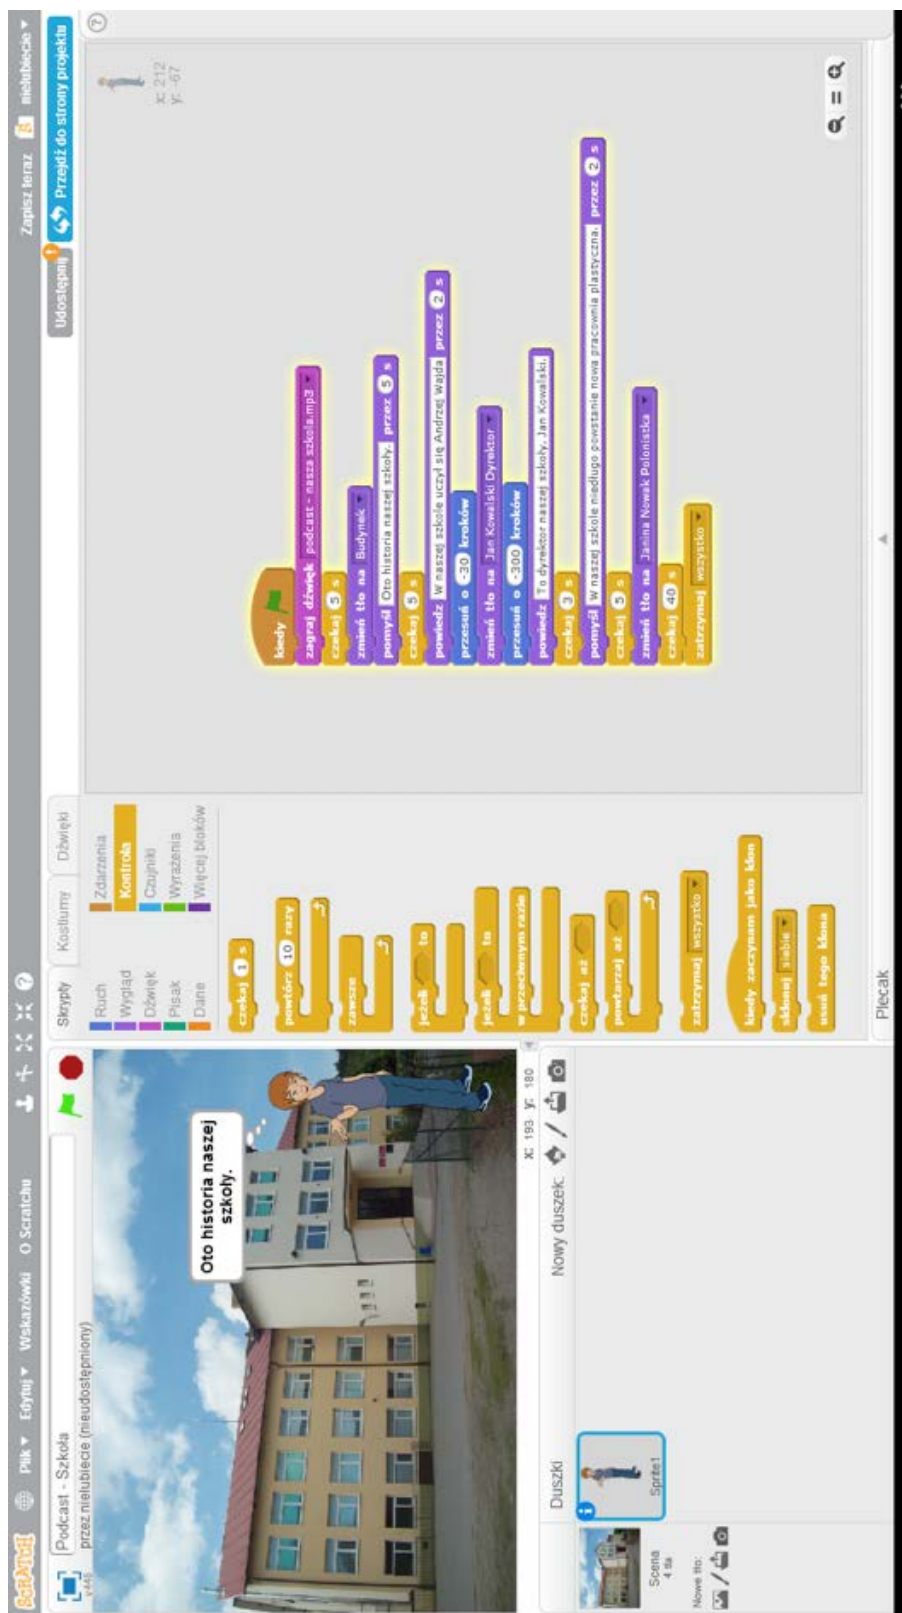 SCRATCH Plik Edytuj Wskazówki O Scratchu Zapisz teraz nielubiecie
Podcast - Szkoła
przez nielubiecie (nieudostępniony)
Udostępnij Przejdź do strony projektu
Oto historia naszej
szkoły.
x: 193 y: 180
Duszki Nowy duszek:
Sprite1
Scena
4 tła
Nowe tło:
Skrypty Kostiumy Dźwięki
Ruch Zdarzenia
Wygląd Kontrola
Dźwięk Czujniki
Pisak Wyrażenia
Dane Więcej bloków
czekaj 1 s
powtórz 10 razy
zawsze
jeżeli to
jeżeli to
w przeciwnym razie
czekaj aż
powtarzaj aż
zatrzymaj wszystko
kiedy zaczynam jako klon
sklonuj siebie
usuń tego klona
kiedy
zagraj dźwięk podcast - nasza szkola.mp3
czekaj 5 s
zmień tło na Budynek
pomyśl Oto historia naszej szkoły. przez 5 s
czekaj 5 s
powiedz W naszej szkole uczył się Andrzej Wajda przez 2 s
przesuń o -30 kroków
zmień tło na Jan Kowalski Dyrektor
przesuń o -300 kroków
powiedz To dyrektor naszej szkoły, Jan Kowalski.
czekaj 3 s
pomyśl W naszej szkole niedługo powstanie nowa pracownia plastyczna. przez 2 s
czekaj 5 s
zmień tło na Janina Nowak Polonistka
czekaj 40 s
zatrzymaj wszystko
x: 212
y: -67
Plecak